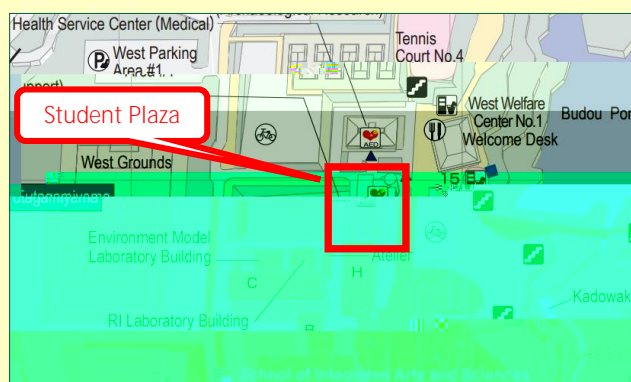 Health Service Center (Medical)
Tennis
Court No.4
P West Parking
Area #1
West Welfare
Center No.1
Welcome Desk
Budou
Student Plaza
AED
West Grounds
15
Environment Model
Laboratory Building
Atelier
C
H
Kadowak
RI Laboratory Building
School of Integrated Arts and Sciences